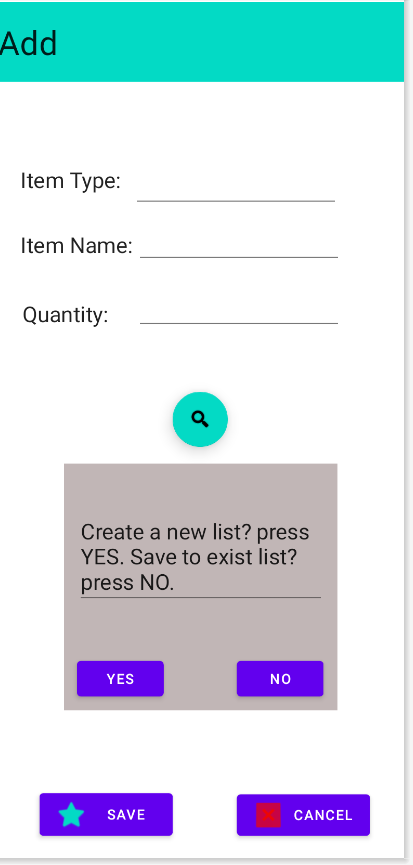 Add
Item Type:
Item Name:
Quantity:
Create a new list? press
YES. Save to exist list?
press NO.
YES NO
SAVE CANCEL